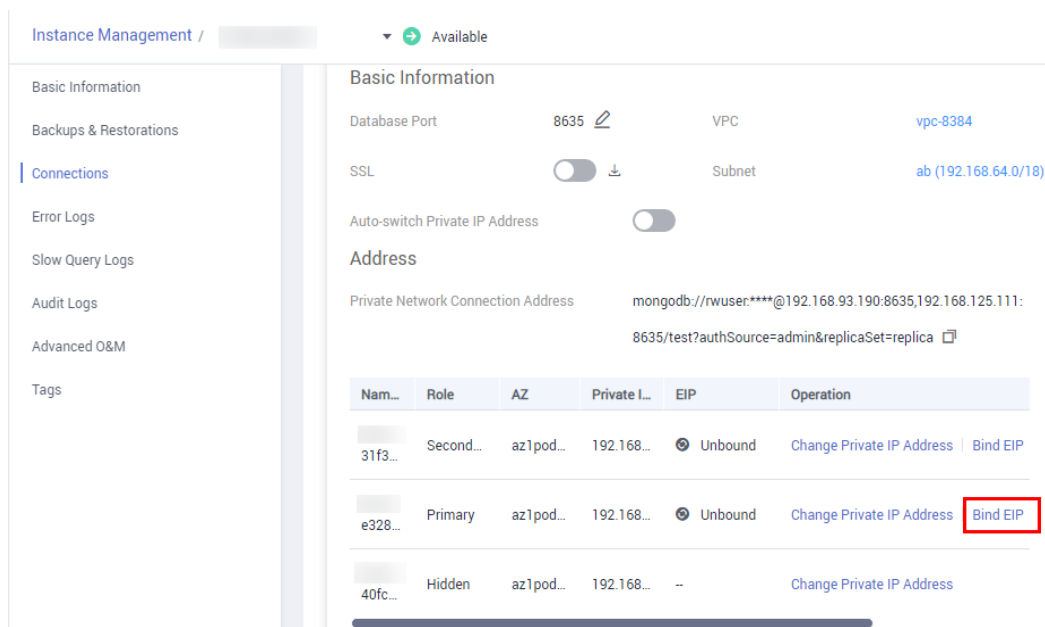 Instance Management / Available
Basic Information
Backups & Restorations
Connections
Error Logs
Slow Query Logs
Audit Logs
Advanced O&M
Tags
Basic Information
Database Port 8635 VPC vpc-8384
SSL Subnet ab (192.168.64.0/18)
Auto-switch Private IP Address
Address
Private Network Connection Address mongodb://rwuser:****@192.168.93.190:8635,192.168.125.111:
8635/test?authSource=admin&replicaSet=replica
Nam... Role AZ Private I... EIP Operation
31f3... Second... az1pod... 192.168... Unbound Change Private IP Address Bind EIP
e328... Primary az1pod... 192.168... Unbound Change Private IP Address Bind EIP
40fc... Hidden az1pod... 192.168... -- Change Private IP Address